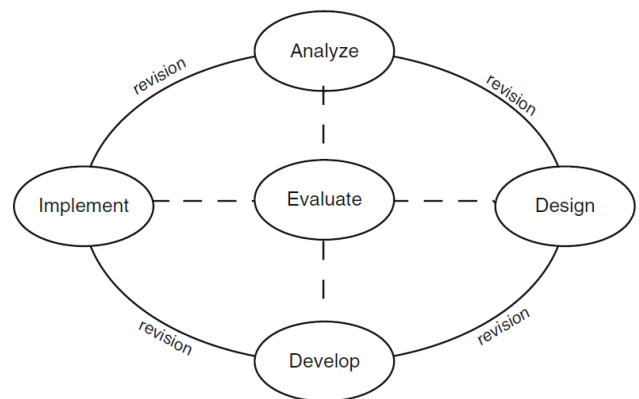 Analyze
revision
revision
Implement
Evaluate
Design
revision
revision
Develop